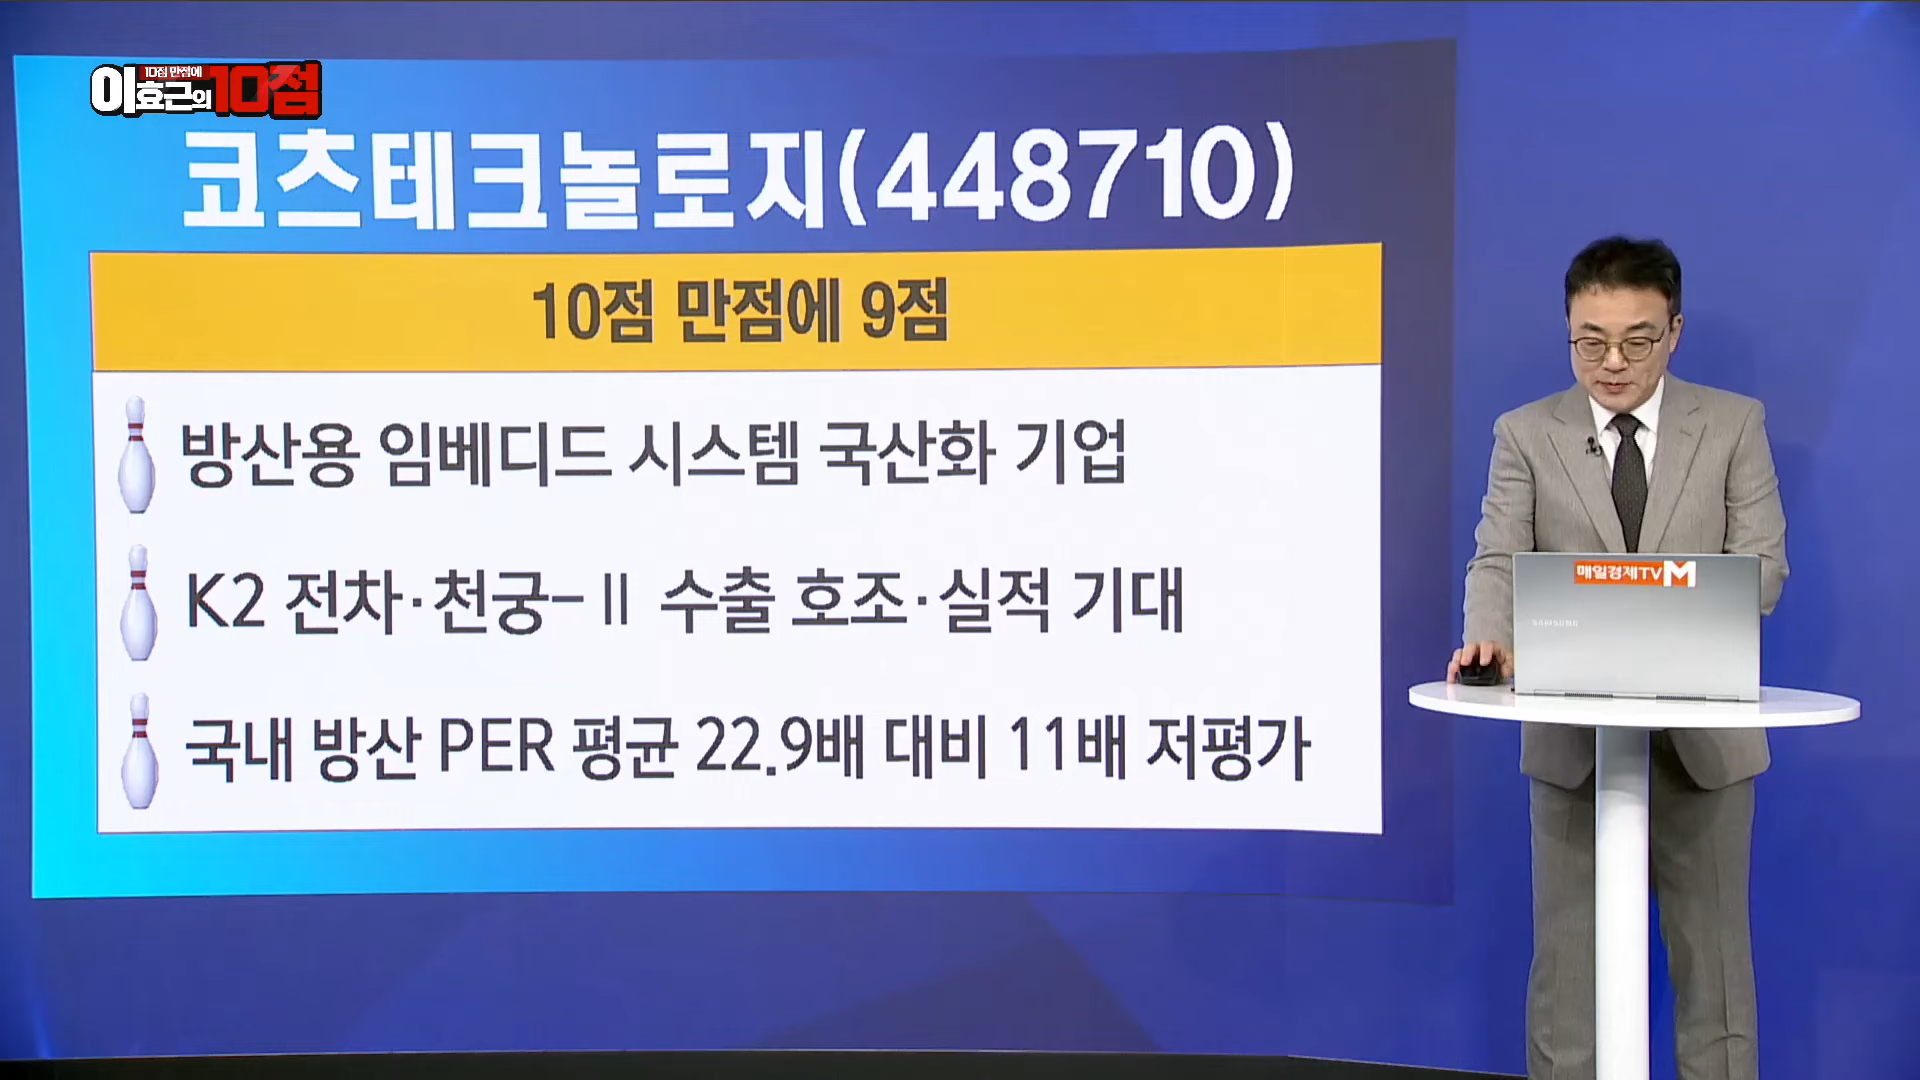 10점 만점에
이효근의10점
코츠테크놀로지(448710)
10점 만점에 9점
방산용 임베디드 시스템 국산화 기업
K2 전차·천궁-Ⅱ 수출 호조·실적 기대
국내 방산 PER 평균 22.9배 대비 11배 저평가
매일경제TV M
SAMSUNG